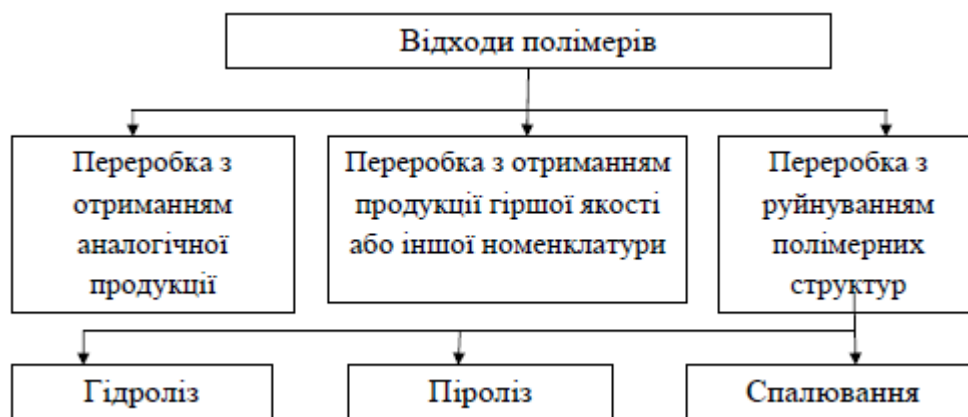 Відходи полімерів
Переробка з
отриманням
аналогічної
продукції
Переробка з отриманням
продукції гіршої якості
або іншої номенклатури
Переробка з
руйнуванням
полімерних
структур
Гідроліз
Піроліз
Спалювання